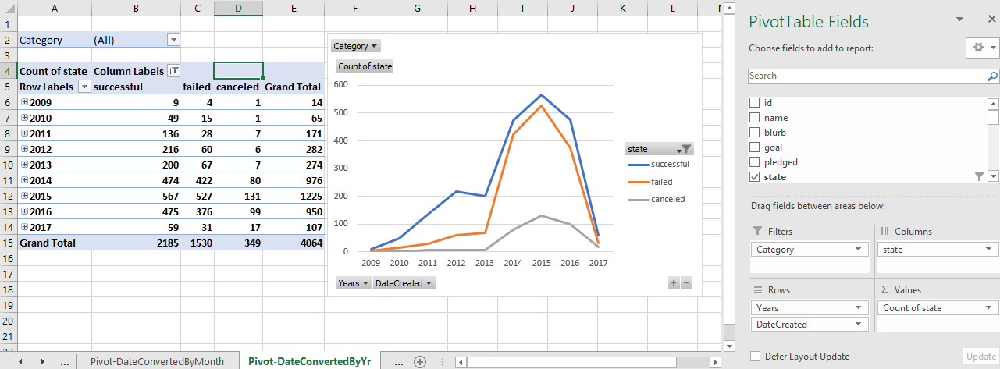 A B C D E F G H I J K L
1
2 Category (All)
3
4 Count of state Column Labels
5 Row Labels successful failed canceled Grand Total
6 2009 9 4 1 14
7 2010 49 15 1 65
8 2011 136 28 7 171
9 2012 216 60 6 282
10 2013 200 67 7 274
11 2014 474 422 80 976
12 2015 567 527 131 1225
13 2016 475 376 99 950
14 2017 59 31 17 107
15 Grand Total 2185 1530 349 4064
16
17
18
19
20
21
Category
Count of state
600
500
400
300
200
100
0
2009 2010 2011 2012 2013 2014 2015 2016 2017
state
successful
failed
canceled
Years DateCreated
+ −
... Pivot-DateConvertedByMonth Pivot-DateConvertedByYr ...
PivotTable Fields
Choose fields to add to report:
Search
id
name
blurb
goal
pledged
state
Drag fields between areas below:
Filters
Category
Columns
state
Rows
Years
DateCreated
Σ Values
Count of state
Defer Layout Update Update